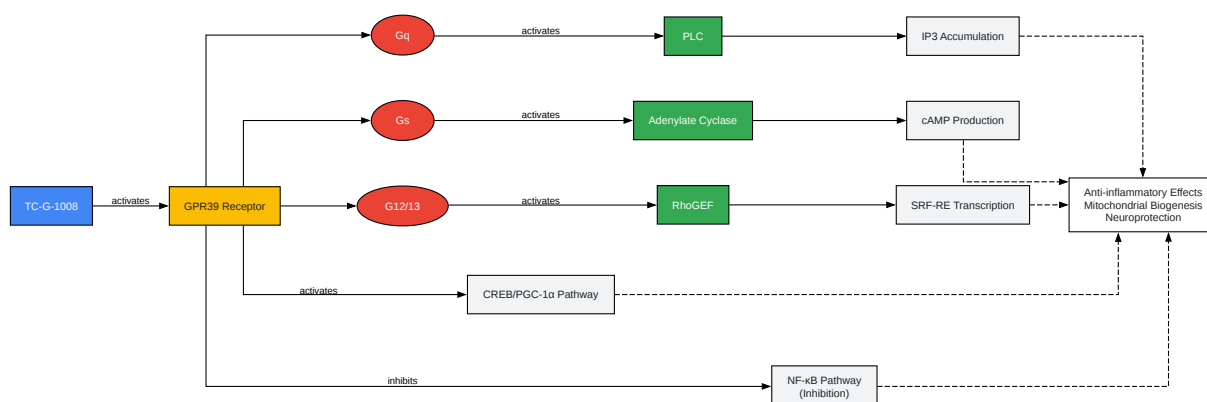 Gq
activates
PLC
IP3 Accumulation
Gs
activates
Adenylate Cyclase
cAMP Production
TC-G-1008
activates
GPR39 Receptor
G12/13
activates
RhoGEF
SRF-RE Transcription
Anti-inflammatory Effects
Mitochondrial Biogenesis
Neuroprotection
activates
CREB/PGC-1α Pathway
inhibits
NF-κB Pathway
(Inhibition)